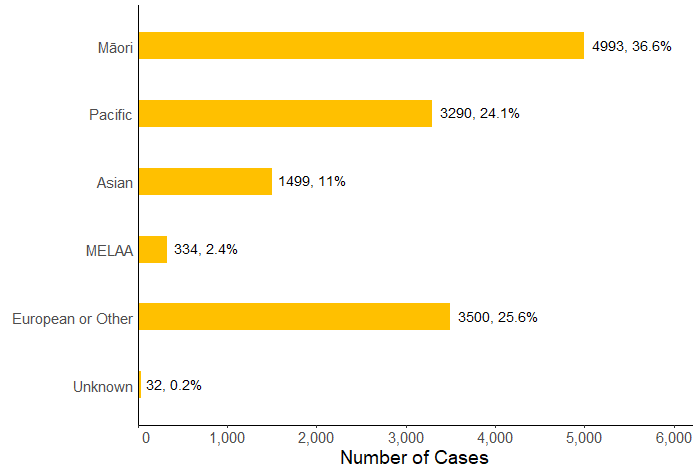 Māori
4993, 36.6%
Pacific
3290, 24.1%
Asian
1499, 11%
MELAA
334, 2.4%
European or Other
3500, 25.6%
Unknown
32, 0.2%
0 1,000 2,000 3,000 4,000 5,000 6,000
Number of Cases